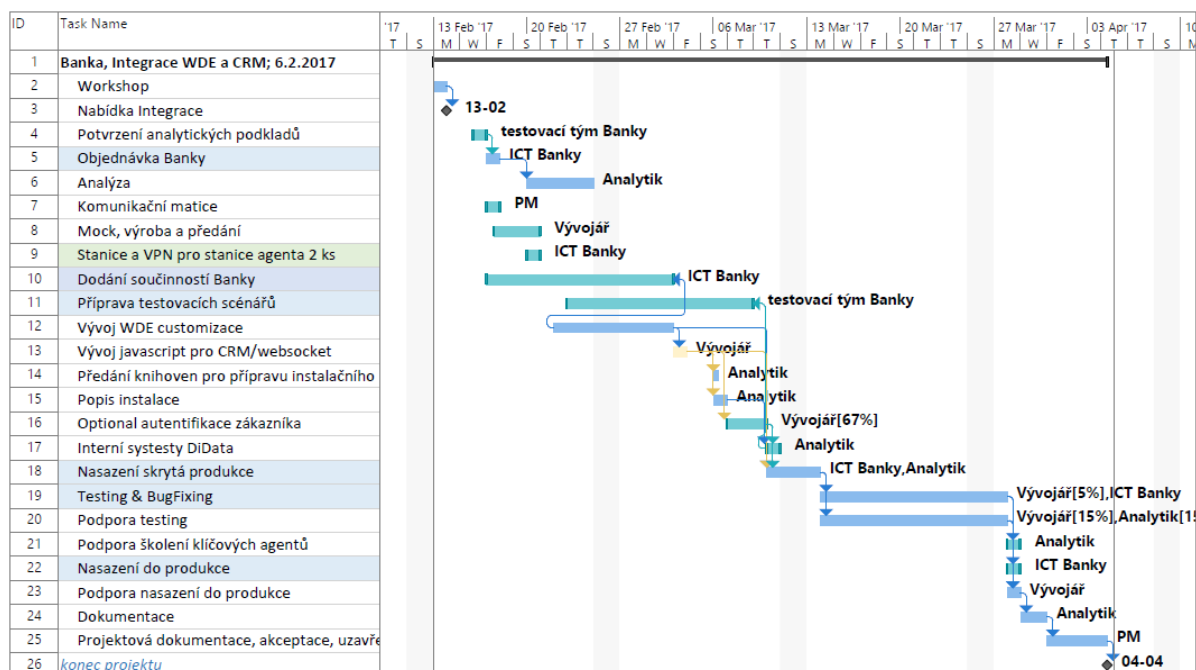 ID Task Name '17 13 Feb '17 20 Feb '17 27 Feb '17 06 Mar '17 13 Mar '17 20 Mar '17 27 Mar '17 03 Apr '17 10
T S M W F S T T S M W F S T T S M W F S T T S M W F S T T S M
1 Banka, Integrace WDE a CRM; 6.2.2017
2 Workshop
3 Nabídka Integrace 13-02
4 Potvrzení analytických podkladů testovací tým Banky
5 Objednávka Banky ICT Banky
6 Analýza Analytik
7 Komunikační matice PM
8 Mock, výroba a předání Vývojář
9 Stanice a VPN pro stanice agenta 2 ks ICT Banky
10 Dodání součinností Banky ICT Banky
11 Příprava testovacích scénářů testovací tým Banky
12 Vývoj WDE customizace
13 Vývoj javascript pro CRM/websocket Vývojář
14 Předání knihoven pro přípravu instalačního Analytik
15 Popis instalace Analytik
16 Optional autentifikace zákazníka Vývojář[67%]
17 Interní systesty DiData Analytik
18 Nasazení skrytá produkce ICT Banky,Analytik
19 Testing & BugFixing Vývojář[5%],ICT Banky
20 Podpora testing Vývojář[15%],Analytik[15
21 Podpora školení klíčových agentů Analytik
22 Nasazení do produkce ICT Banky
23 Podpora nasazení do produkce Vývojář
24 Dokumentace Analytik
25 Projektová dokumentace, akceptace, uzavře PM
26 konec projektu 04-04